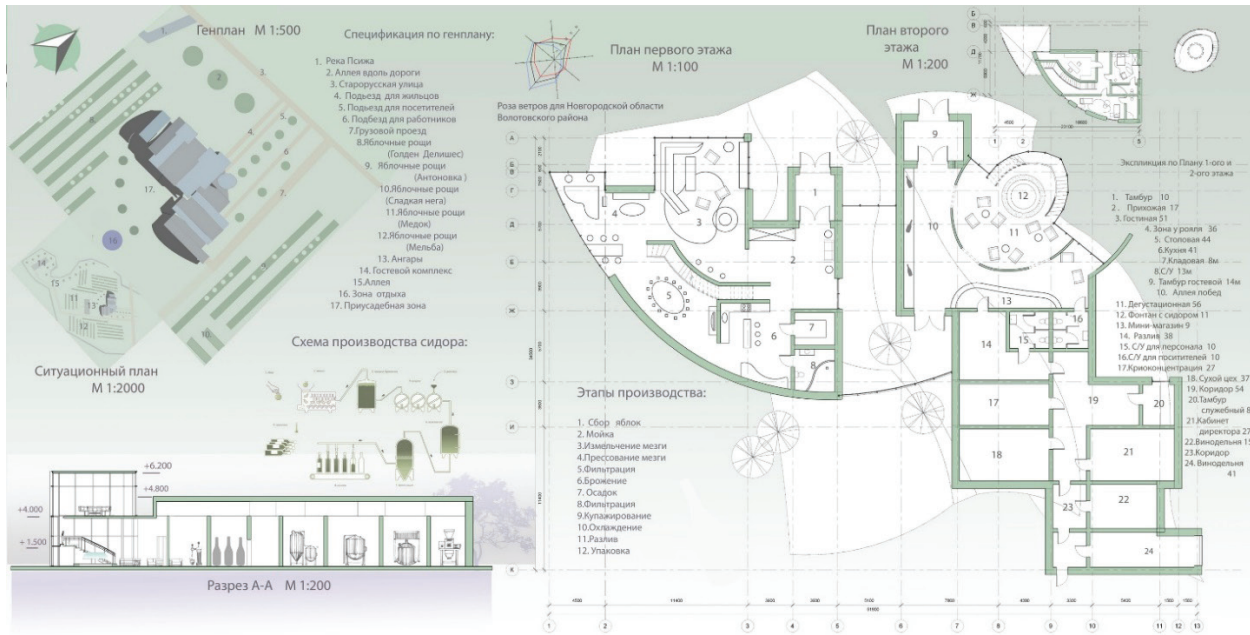 Генплан М 1:500
Спецификация по генплану:
1. Река Псижа
2. Аллея вдоль дороги
3. Старорусская улица
4. Подьезд для жильцов
5. Подьезд для посетителей
6. Подбезд для работников
7.Грузовой проезд
8.Яблочные рощи
(Голден Делишес)
9. Яблочные рощи
(Антоновка )
10.Яблочные рощи
(Сладкая нега)
11.Яблочные рощи
(Медок)
12.Яблочные рощи
(Мельба)
13. Ангары
14. Гостевой комплекс
15.Аллея
16. Зона отдыха
17. Приусадебная зона
Ситуационный план
М 1:2000
Роза ветров для Новгородской области
Волотовского района
План первого этажа
М 1:100
План второго
этажа
М 1:200
Экспликация по Плану 1-ого и
2-ого этажа
1. Тамбур 10
2 . Прихожая 17
3. Гостиная 51
4. Зона у рояля 36
5. Столовая 44
6.Кухня 41
7.Кладовая 8м
8.С/У 13м
9. Тамбур гостевой 14м
10. Аллея побед
11. Дегустационная 56
12. Фонтан с сидором 11
13. Мини-магазин 9
14. Разлив 38
15. С/У для персонала 10
16.С/У для поситителей 10
17.Криоконцентрация 27
18. Сухой цех 37
19. Коридор 54
20.Тамбур
служебный 8
21.Кабинет
директора 27
22.Винодельня 15
23.Коридор
24. Винодельня
41
Схема производства сидора:
Этапы производства:
1. Сбор яблок
2. Мойка
3.Измельчение мезги
4.Прессование мезги
5.Фильтрация
6.Брожение
7. Осадок
8.Фильтрация
9.Купажирование
10.Охлаждение
11.Разлив
12. Упаковка
+6.200
+4.800
+4.000
+ 1.500
Разрез А-А М 1:200